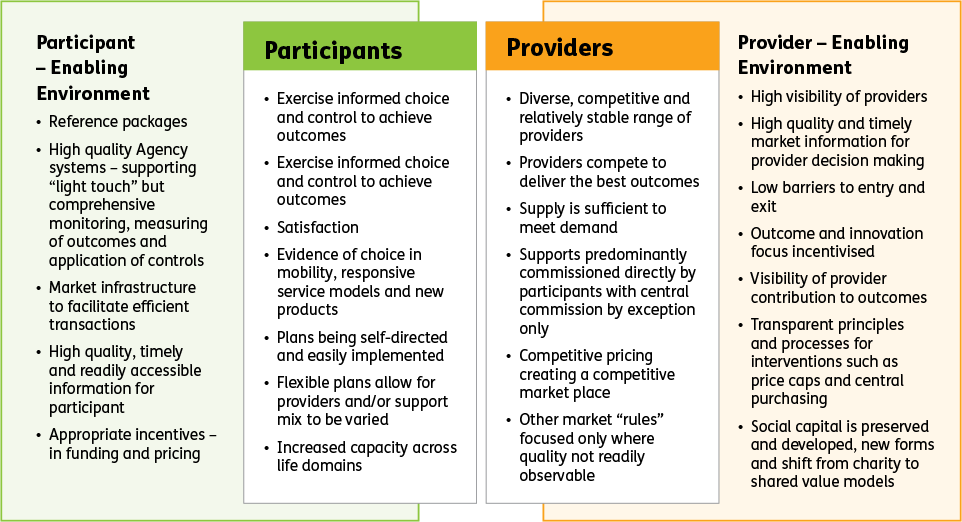 Participant
– Enabling
Environment
• Reference packages
• High quality Agency
systems – supporting
“light touch” but
comprehensive
monitoring, measuring
of outcomes and
application of controls
• Market infrastructure
to facilitate efficient
transactions
• High quality, timely
and readily accessible
information for
participant
• Appropriate incentives –
in funding and pricing
Participants
• Exercise informed choice
and control to achieve
outcomes
• Exercise informed choice
and control to achieve
outcomes
• Satisfaction
• Evidence of choice in
mobility, responsive
service models and new
products
• Plans being self-directed
and easily implemented
• Flexible plans allow for
providers and/or support
mix to be varied
• Increased capacity across
life domains
Providers
• Diverse, competitive and
relatively stable range of
providers
• Providers compete to
deliver the best outcomes
• Supply is sufficient to
meet demand
• Supports predominantly
commissioned directly by
participants with central
commission by exception
only
• Competitive pricing
creating a competitive
market place
• Other market “rules”
focused only where
quality not readily
observable
Provider – Enabling
Environment
• High visibility of providers
• High quality and timely
market information for
provider decision making
• Low barriers to entry and
exit
• Outcome and innovation
focus incentivised
• Visibility of provider
contribution to outcomes
• Transparent principles
and processes for
interventions such as
price caps and central
purchasing
• Social capital is preserved
and developed, new forms
and shift from charity to
shared value models